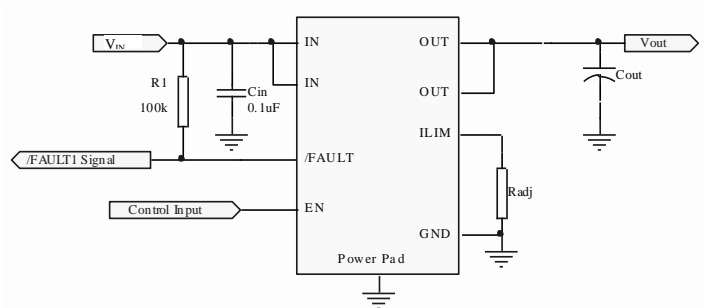 V_IN
IN
OUT
Vout
R1
100k
Cin
0.1uF
IN
OUT
Cout
ILIM
/FAULT1 Signal
/FAULT
Radj
Control Input
EN
GND
Power Pad